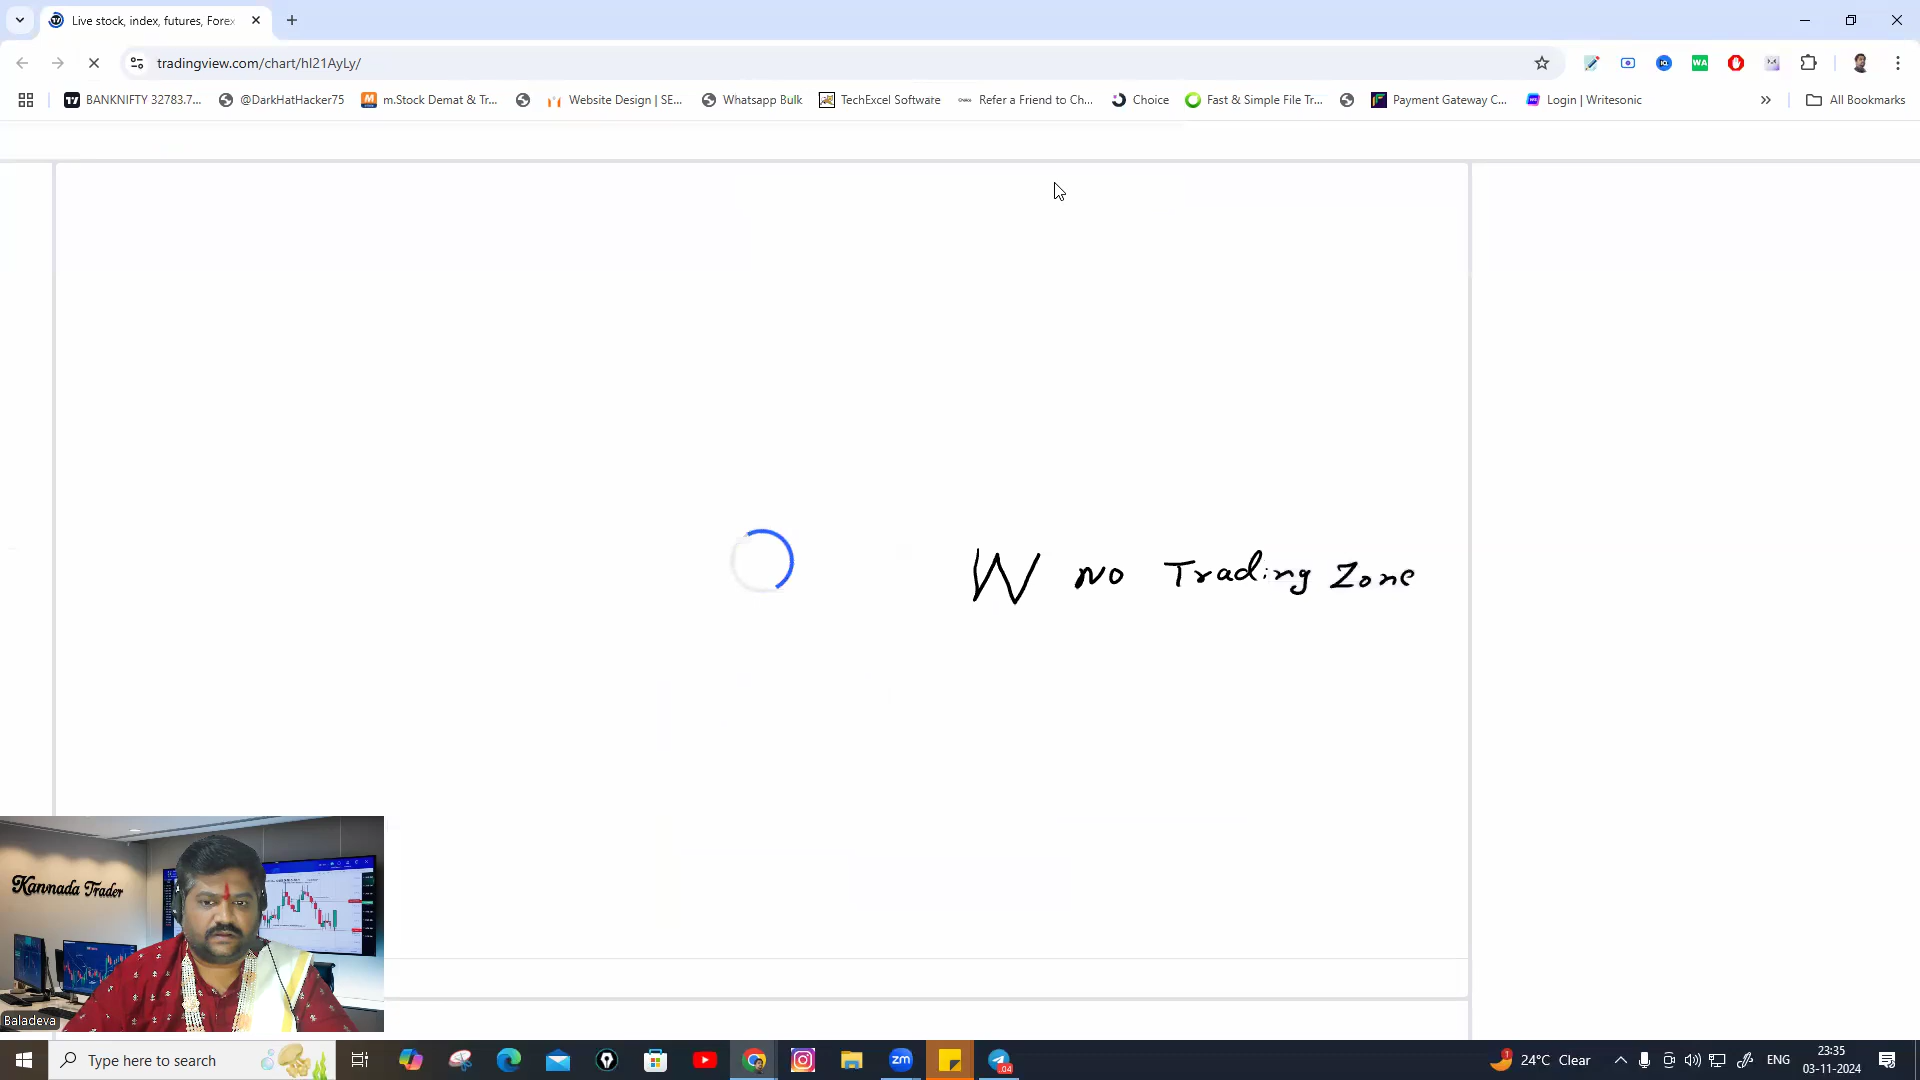 Live stock, index, futures, Forex
tradingview.com/chart/hI21AyLy/
BANKNIFTY 32783.7... @DarkHatHacker75 m.Stock Demat & Tr... Website Design | SE... Whatsapp Bulk TechExcel Software Refer a Friend to Ch... Choice Fast & Simple File Tr... Payment Gateway C... Login | Writesonic All Bookmarks
W No Trading Zone
Kannada Trader
Baladeva
Type here to search 24°C Clear ENG 23:35
03-11-2024